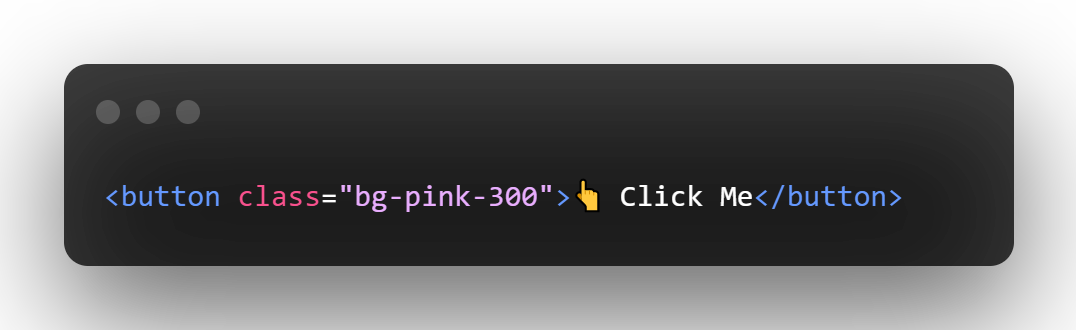 <button class="bg-pink-300">👆 Click Me</button>